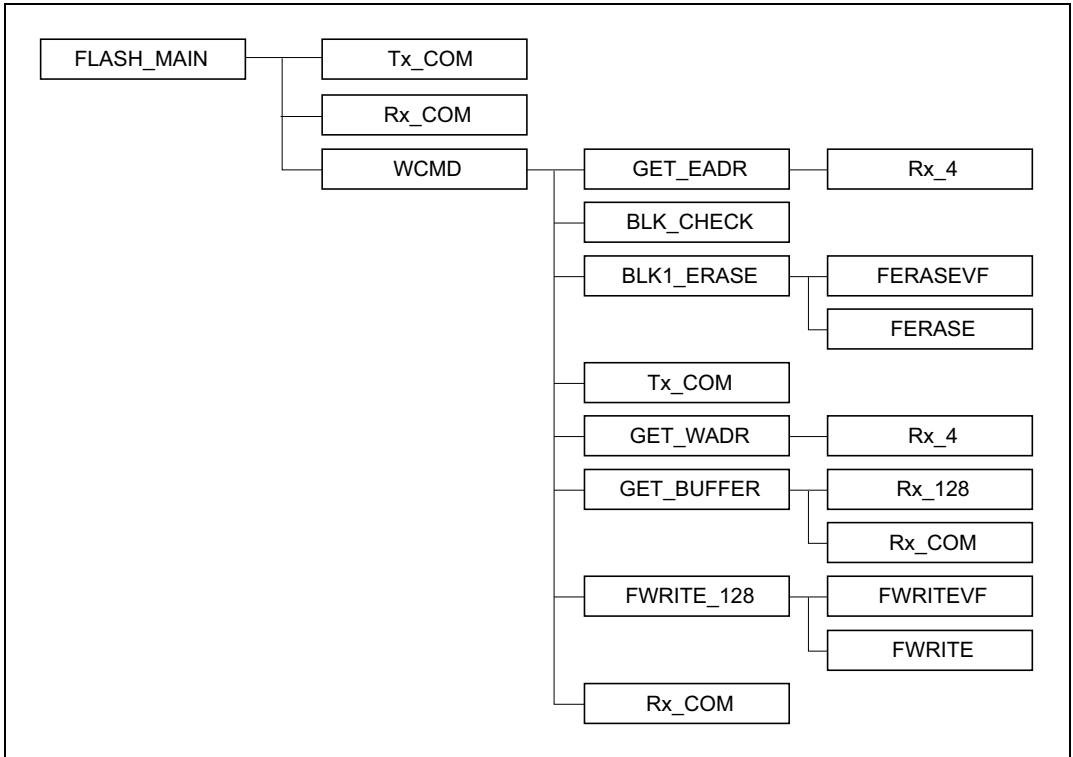 FLASH_MAIN Tx_COM
Rx_COM
WCMD GET_EADR Rx_4
BLK_CHECK
BLK1_ERASE FERASEVF
FERASE
Tx_COM
GET_WADR Rx_4
GET_BUFFER Rx_128
Rx_COM
FWRITE_128 FWRITEVF
FWRITE
Rx_COM